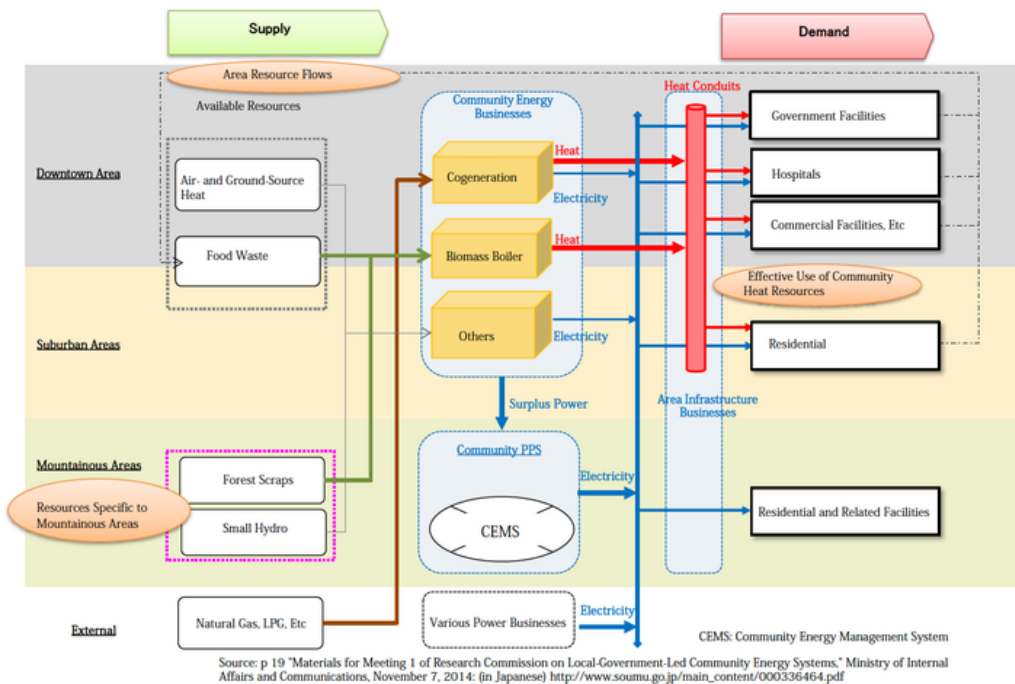 Supply
Demand
Area Resource Flows
Available Resources
Community Energy
Businesses
Heat Conduits
Government Facilities
Downtown Area
Air- and Ground-Source
Heat
Cogeneration
Heat
Electricity
Hospitals
Commercial Facilities, Etc
Food Waste
Biomass Boiler
Heat
Effective Use of Community
Heat Resources
Suburban Areas
Others
Electricity
Residential
Surplus Power
Area Infrastructure
Businesses
Mountainous Areas
Community PPS
Forest Scraps
Electricity
Resources Specific to
Mountainous Areas
Small Hydro
CEMS
Residential and Related Facilities
External
Natural Gas, LPG, Etc
Various Power Businesses
Electricity
CEMS: Community Energy Management System
Source: p 19 "Materials for Meeting 1 of Research Commission on Local-Government-Led Community Energy Systems," Ministry of Internal
Affairs and Communications, November 7, 2014: (in Japanese) http://www.soumu.go.jp/main_content/000336464.pdf